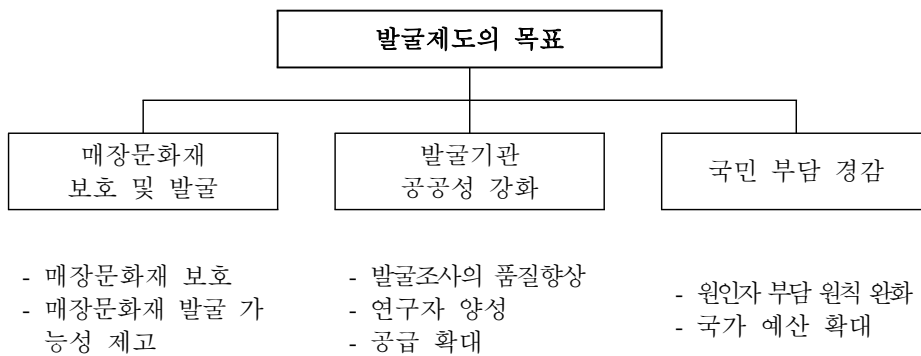 발굴제도의 목표
매장문화재
보호 및 발굴
발굴기관
공공성 강화
국민 부담 경감
- 매장문화재 보호
- 매장문화재 발굴 가
능성 제고
- 발굴조사의 품질향상
- 연구자 양성
- 공급 확대
- 원인자 부담 원칙 완화
- 국가 예산 확대